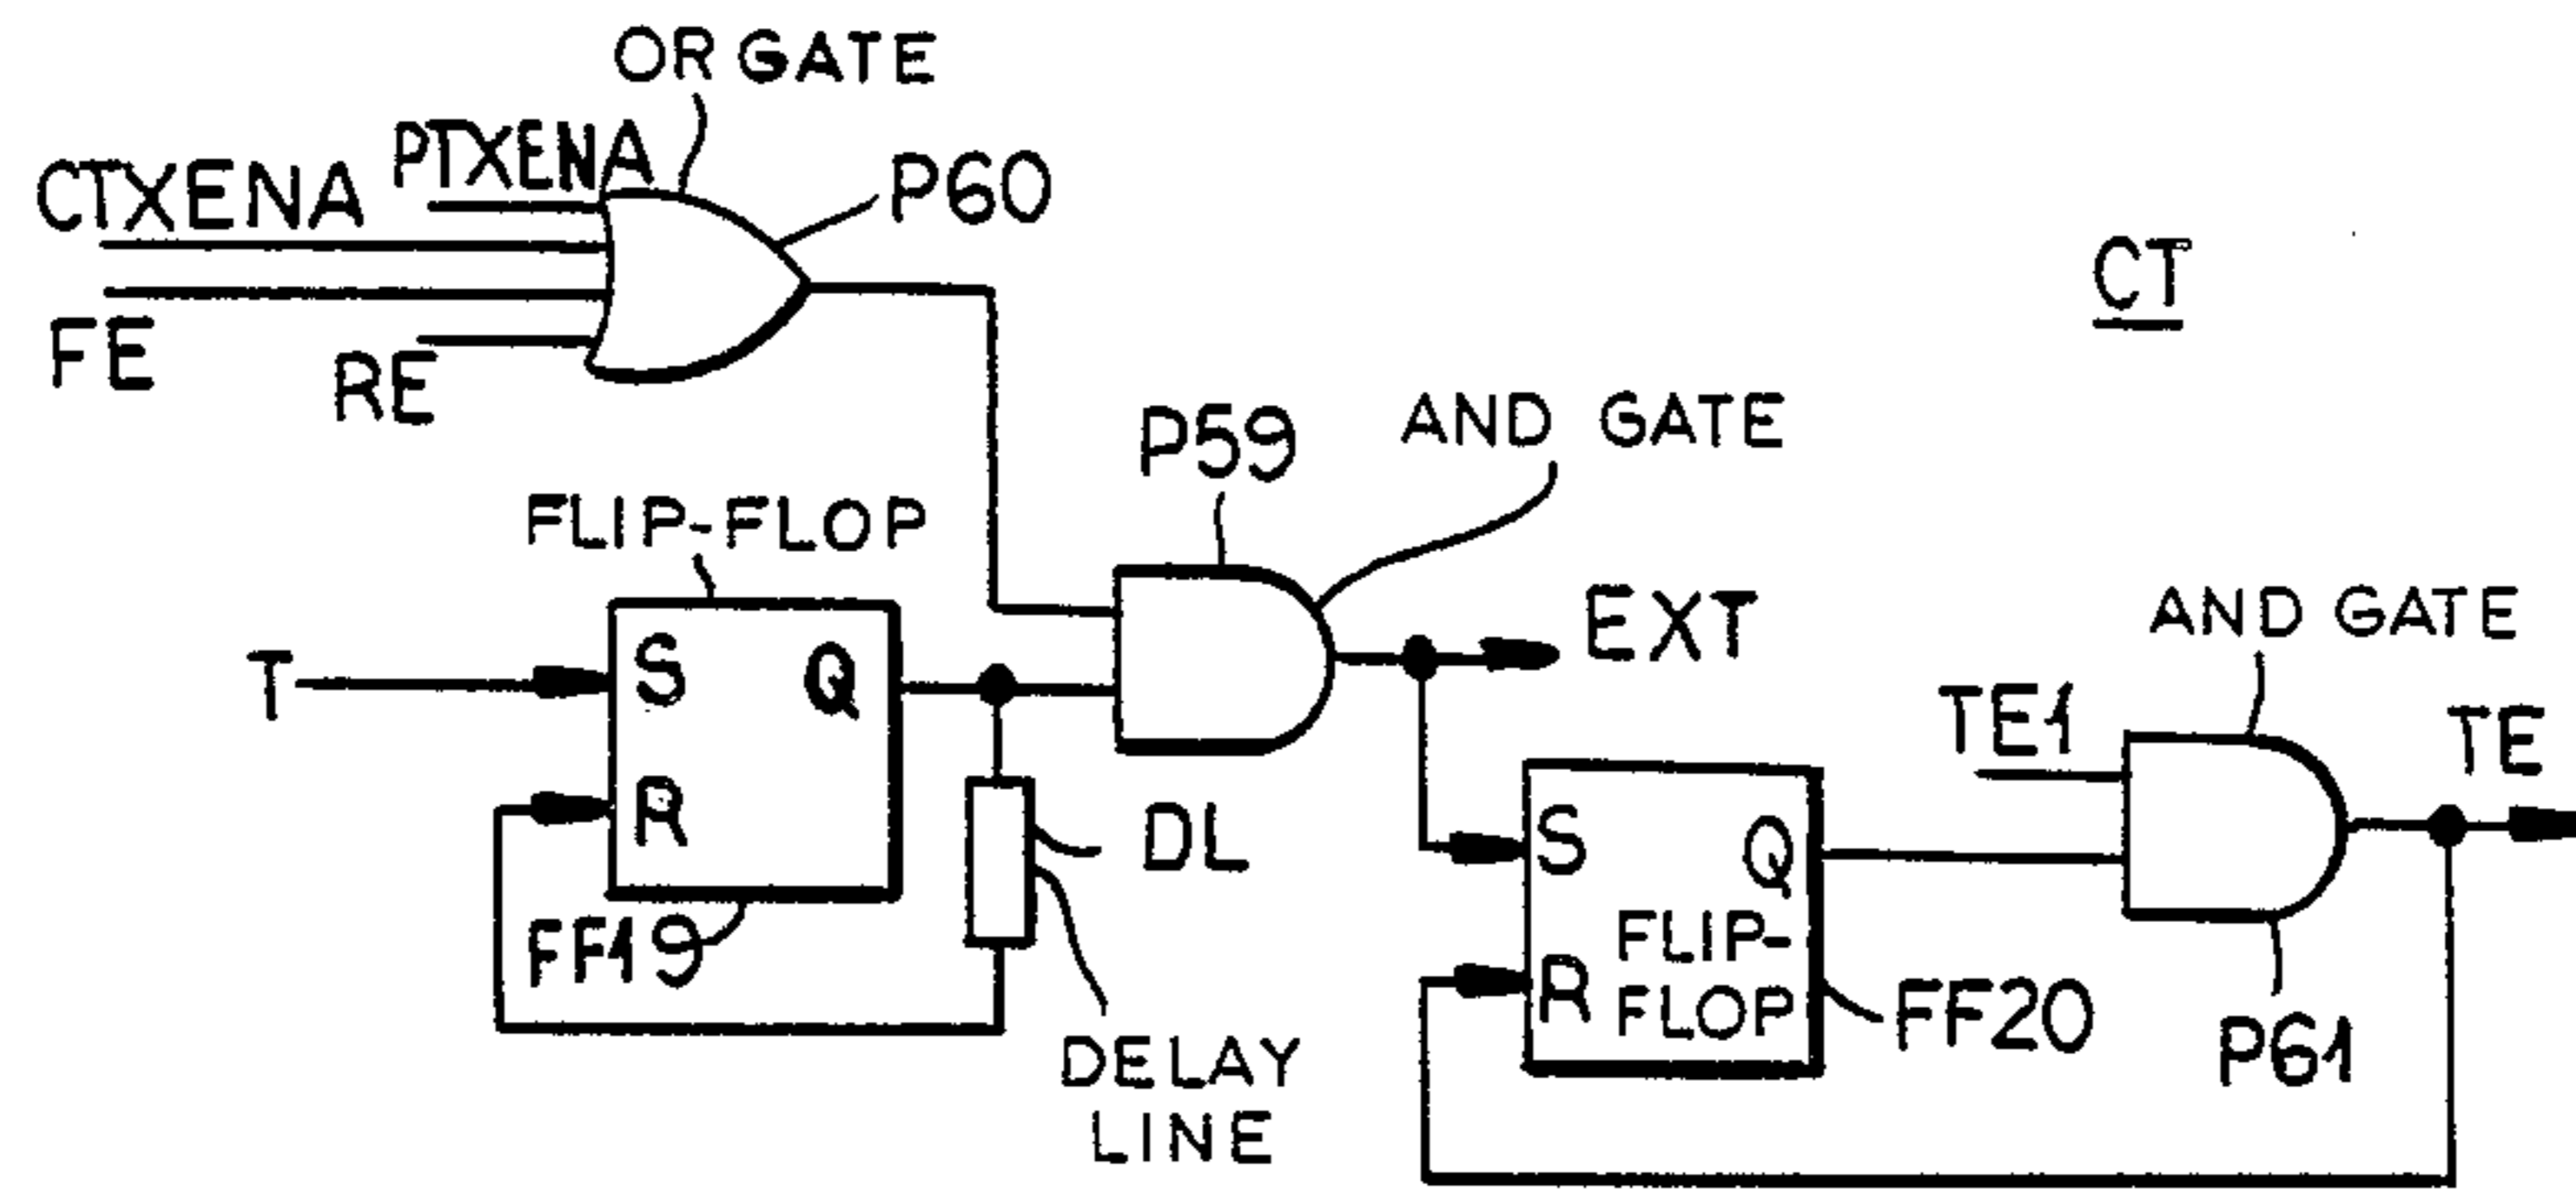 OR GATE
PTXENA
CTXENA
P60
FE
RE
CT
P59
AND GATE
FLIP-FLOP
T
S
Q
R
FF19
DL
DELAY
LINE
EXT
AND GATE
TE1
TE
S
Q
R
FLIP-
FLOP
FF20
P61